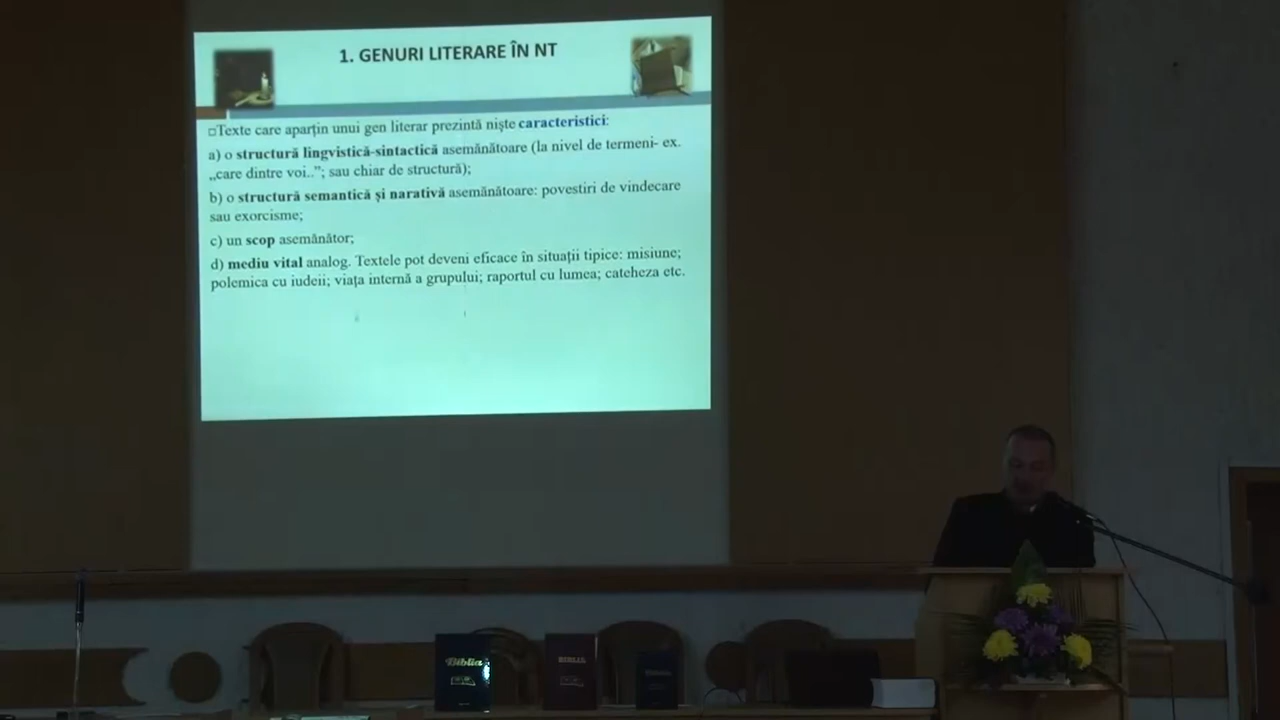 1. GENURI LITERARE ÎN NT
□Texte care aparțin unui gen literar prezintă niște caracteristici:
a) o structură lingvistică-sintactică asemănătoare (la nivel de termeni- ex.
„care dintre voi..”; sau chiar de structură);
b) o structură semantică și narativă asemănătoare: povestiri de vindecare
sau exorcisme;
c) un scop asemănător;
d) mediu vital analog. Textele pot deveni eficace în situații tipice: misiune;
polemica cu iudeii; viața internă a grupului; raportul cu lumea; cateheza etc.
Biblia
BIBLIA